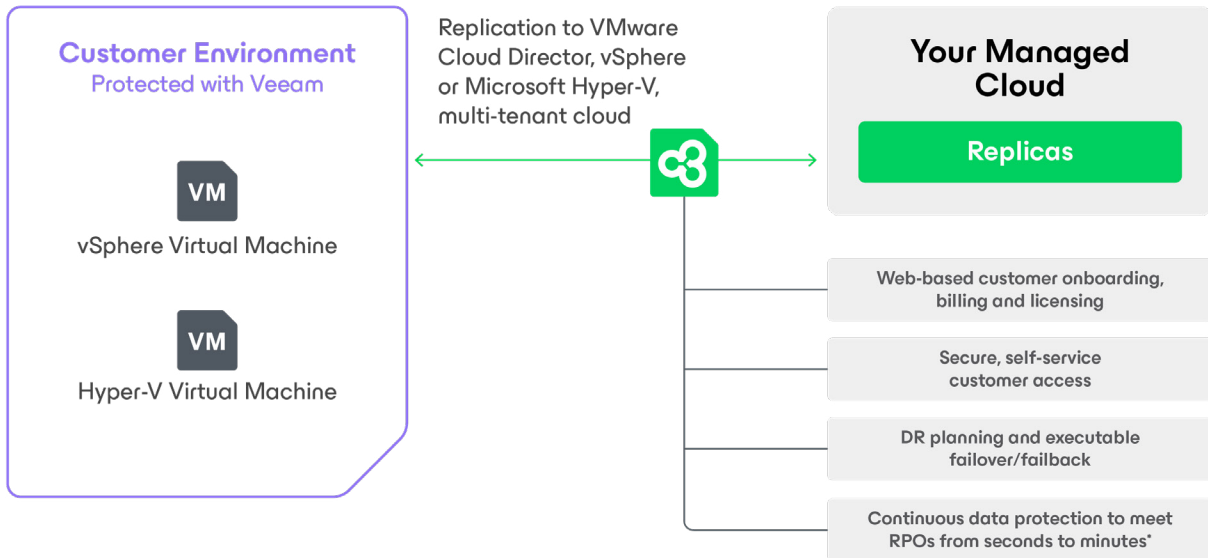 Customer Environment
Protected with Veeam
VM
vSphere Virtual Machine
VM
Hyper-V Virtual Machine
Replication to VMware
Cloud Director, vSphere
or Microsoft Hyper-V,
multi-tenant cloud
Your Managed
Cloud
Replicas
Web-based customer onboarding,
billing and licensing
Secure, self-service
customer access
DR planning and executable
failover/failback
Continuous data protection to meet
RPOs from seconds to minutes*